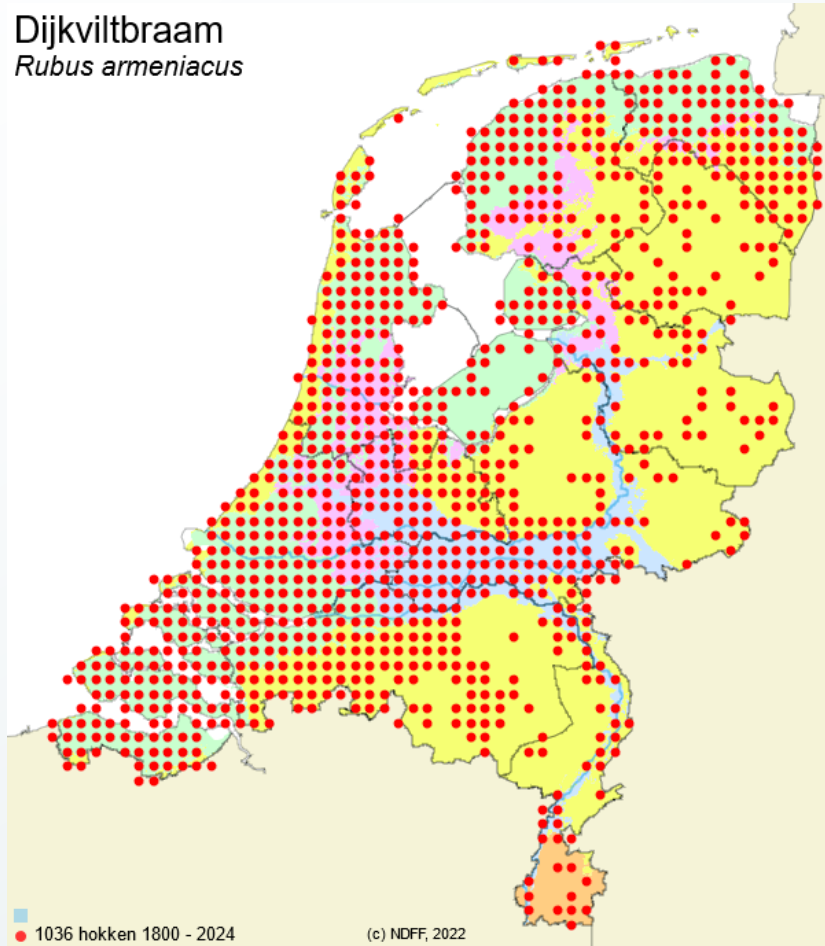 Dijkviltbraam
Rubus armeniacus
1036 hokken 1800 - 2024
(c) NDFF, 2022